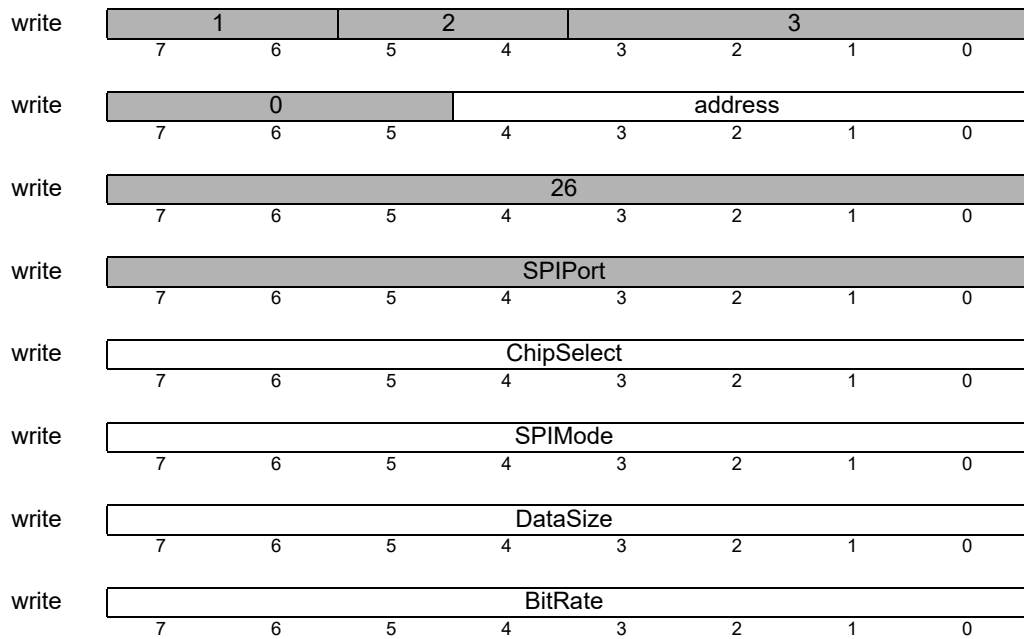 write 1 2 3
7 6 5 4 3 2 1 0
write 0 address
7 6 5 4 3 2 1 0
write 26
7 6 5 4 3 2 1 0
write SPIPort
7 6 5 4 3 2 1 0
write ChipSelect
7 6 5 4 3 2 1 0
write SPIMode
7 6 5 4 3 2 1 0
write DataSize
7 6 5 4 3 2 1 0
write BitRate
7 6 5 4 3 2 1 0